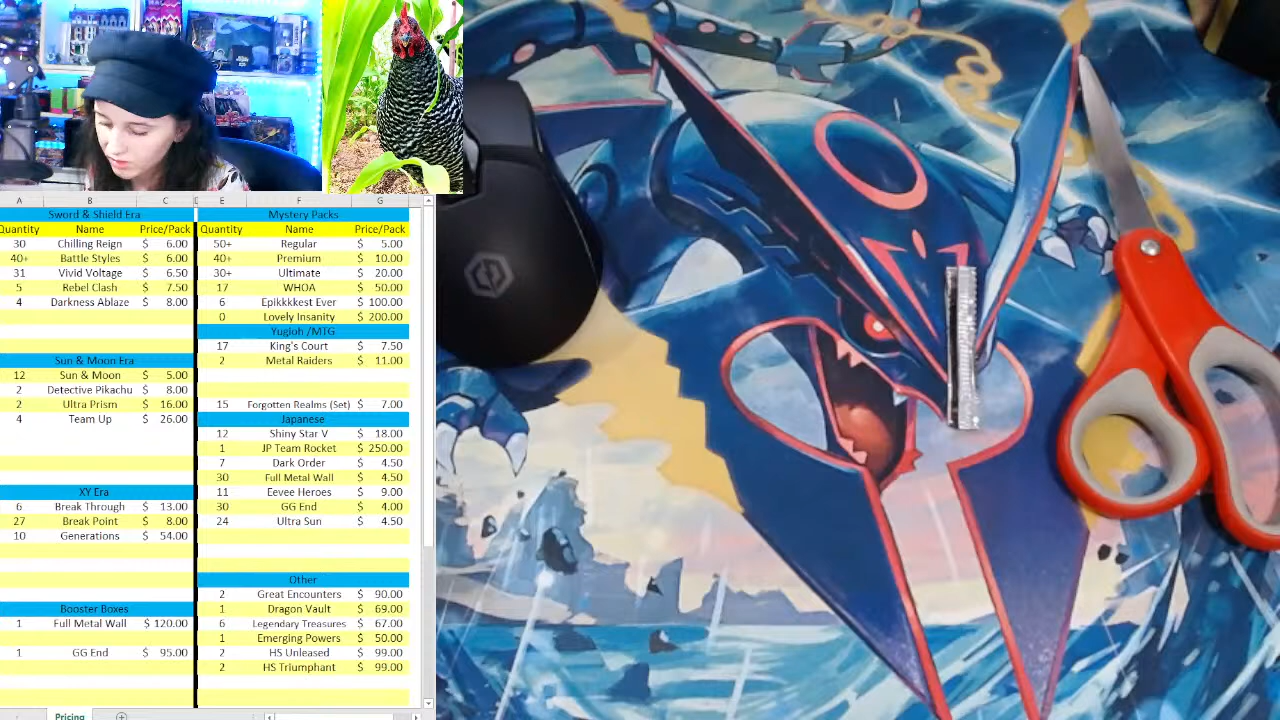 A B C E F G
Sword & Shield Era Mystery Packs
Quantity Name Price/Pack Quantity Name Price/Pack
30 Chilling Reign $ 6.00 50+ Regular $ 5.00
40+ Battle Styles $ 6.00 40+ Premium $ 10.00
31 Vivid Voltage $ 6.50 30+ Ultimate $ 20.00
5 Rebel Clash $ 7.50 17 WHOA $ 50.00
4 Darkness Ablaze $ 8.00 6 Epikkkkest Ever $ 100.00
0 Lovely Insanity $ 200.00
Yugioh /MTG
17 King's Court $ 7.50
Sun & Moon Era 2 Metal Raiders $ 11.00
12 Sun & Moon $ 5.00
2 Detective Pikachu $ 8.00
2 Ultra Prism $ 16.00 15 Forgotten Realms (Set) $ 7.00
4 Team Up $ 26.00 Japanese
12 Shiny Star V $ 18.00
1 JP Team Rocket $ 250.00
7 Dark Order $ 4.50
30 Full Metal Wall $ 4.50
XY Era 11 Eevee Heroes $ 9.00
6 Break Through $ 13.00 30 GG End $ 4.00
27 Break Point $ 8.00 24 Ultra Sun $ 4.50
10 Generations $ 54.00
Other
2 Great Encounters $ 90.00
Booster Boxes 1 Dragon Vault $ 69.00
1 Full Metal Wall $ 120.00 6 Legendary Treasures $ 67.00
1 Emerging Powers $ 50.00
1 GG End $ 95.00 2 HS Unleased $ 99.00
2 HS Triumphant $ 99.00
Pricing